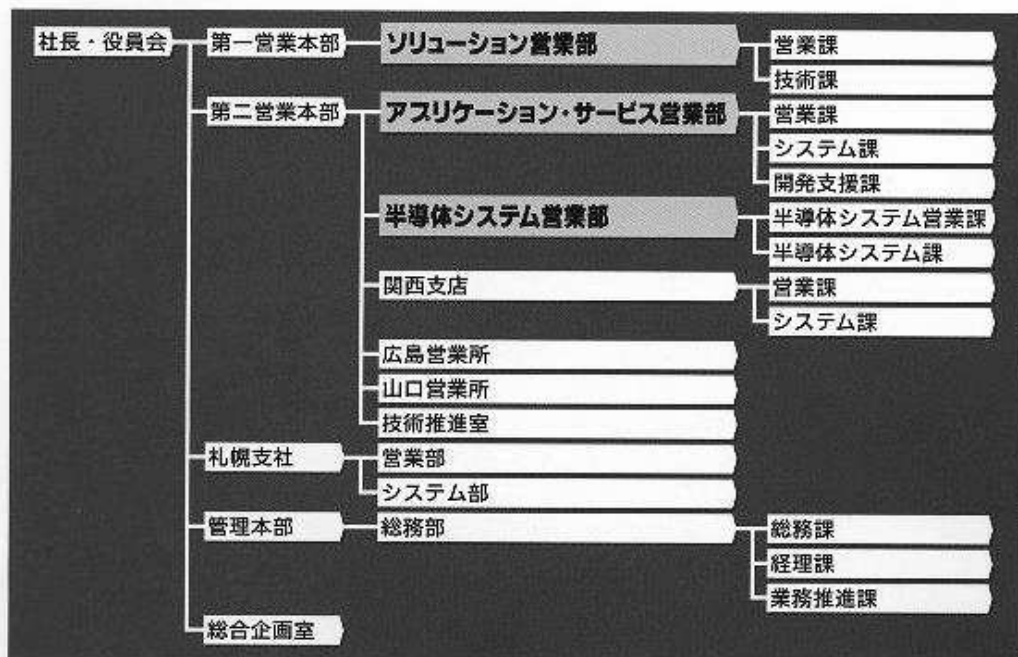 社長・役員会
第一営業本部
ソリューション営業部
営業課
技術課
第二営業本部
アプリケーション・サービス営業部
営業課
システム課
開発支援課
半導体システム営業部
半導体システム営業課
半導体システム課
関西支店
営業課
システム課
広島営業所
山口営業所
技術推進室
札幌支社
営業部
システム部
管理本部
総務部
総務課
経理課
業務推進課
総合企画室